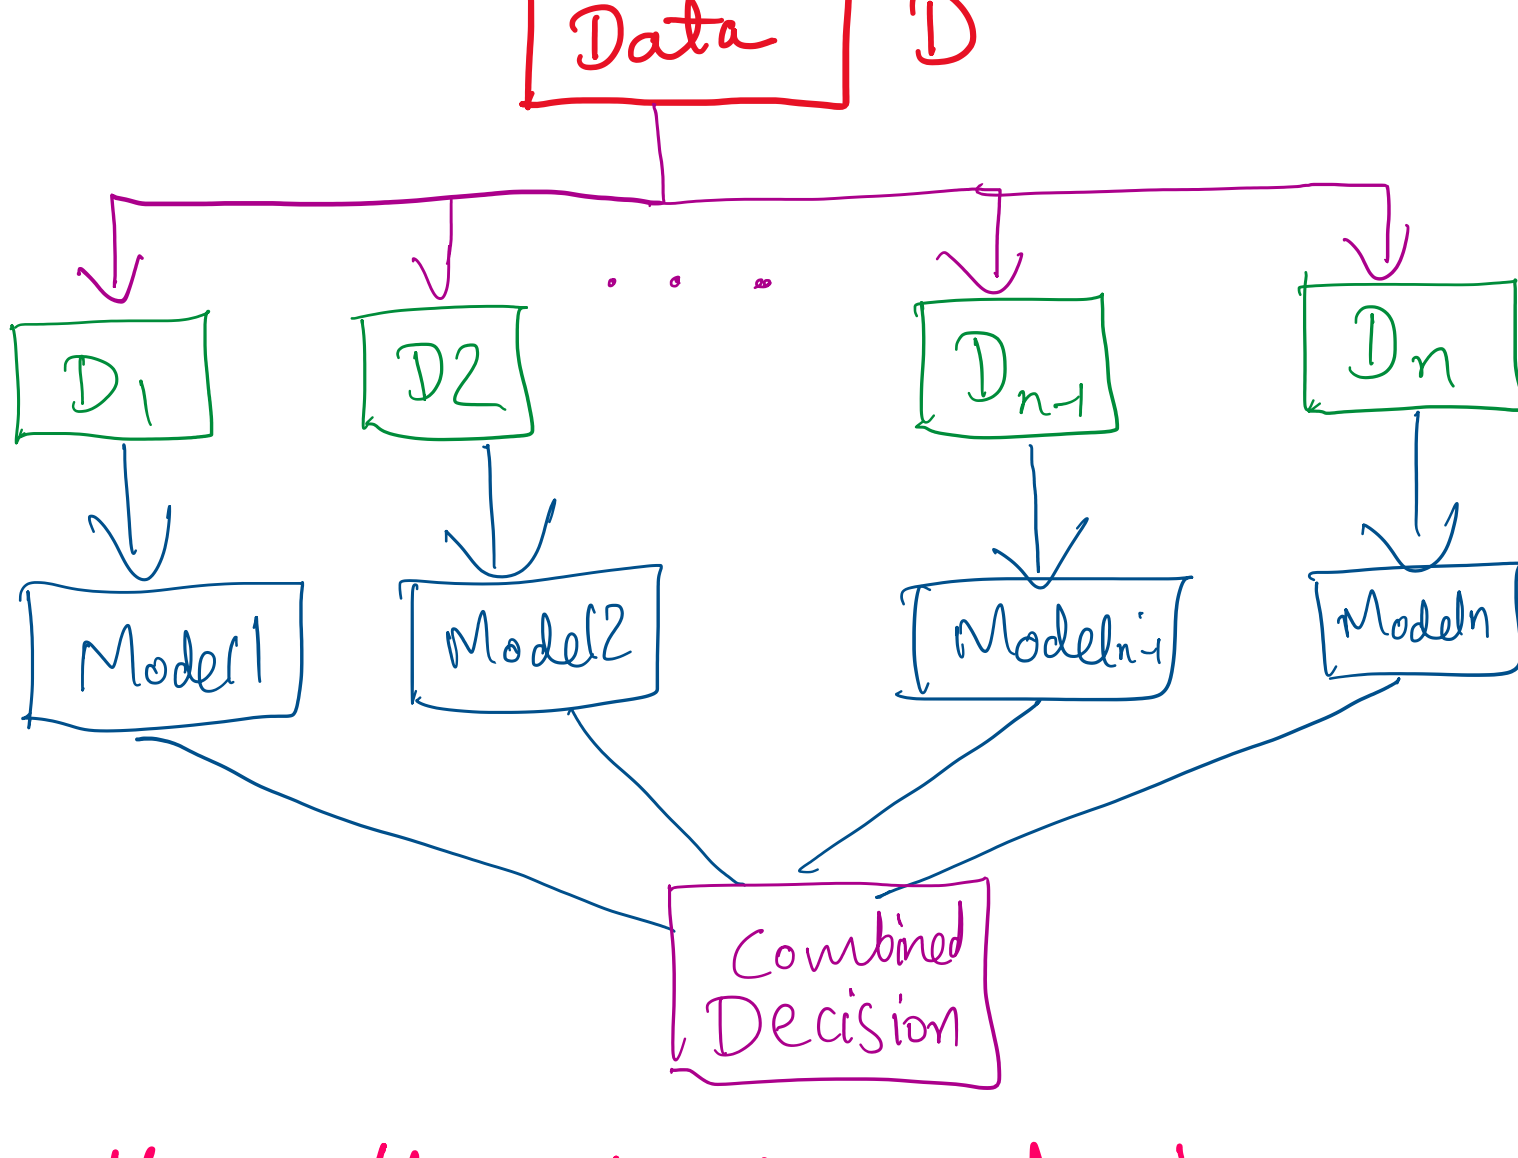 Data D
D1 D2 Dn-1 Dn
Model1 Model2 Modeln-1 Modeln
Combined
Decision